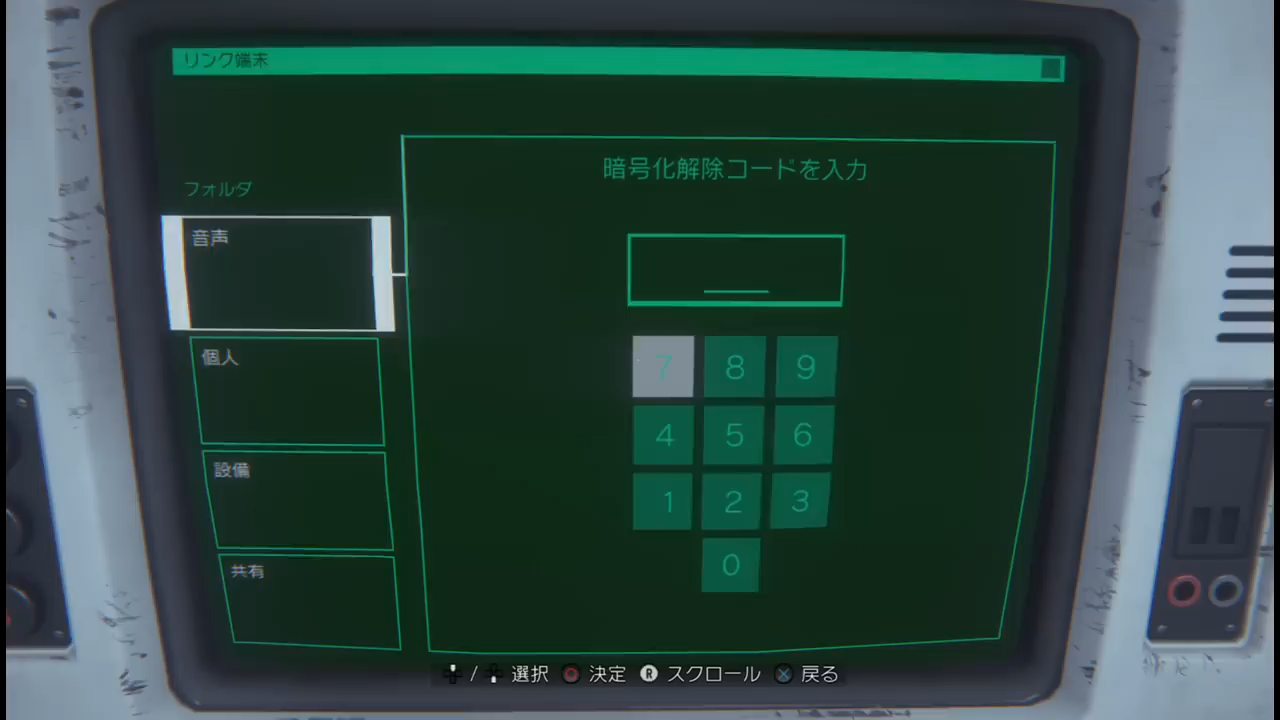 リンク端末
フォルダ
音声
個人
設備
共有
暗号化解除コードを入力
7 8 9
4 5 6
1 2 3
0
/ 選択 決定 R スクロール 戻る